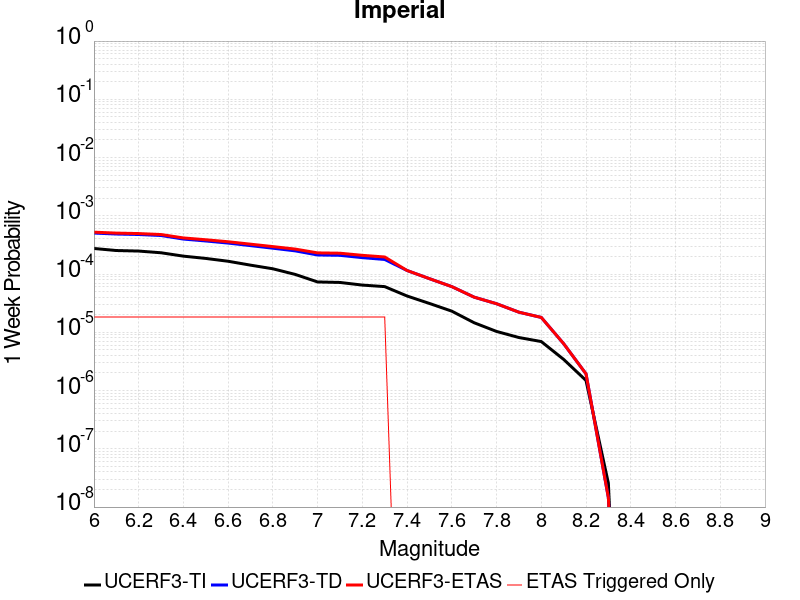 Imperial
10^0
10^-1
10^-2
10^-3
10^-4
10^-5
10^-6
10^-7
10^-8
1 Week Probability
6 6.2 6.4 6.6 6.8 7 7.2 7.4 7.6 7.8 8 8.2 8.4 8.6 8.8 9
Magnitude
UCERF3-TI UCERF3-TD UCERF3-ETAS ETAS Triggered Only